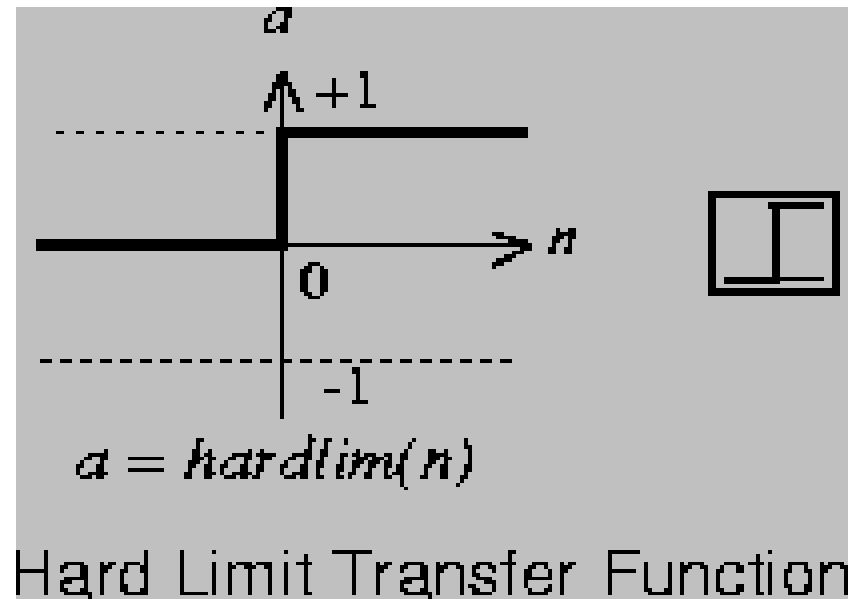 a
+1
n
0
-1
a = hardlim(n)
Hard Limit Transfer Function